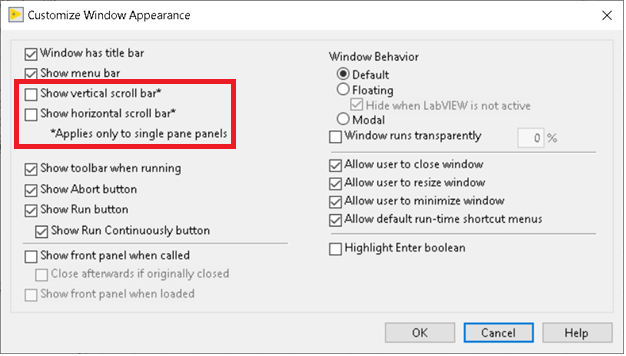 Customize Window Appearance
Window has title bar
Show menu bar
Show vertical scroll bar*
Show horizontal scroll bar*
*Applies only to single pane panels
Show toolbar when running
Show Abort button
Show Run button
Show Run Continuously button
Show front panel when called
Close afterwards if originally closed
Show front panel when loaded
Window Behavior
Default
Floating
Hide when LabVIEW is not active
Modal
Window runs transparently 0 %
Allow user to close window
Allow user to resize window
Allow user to minimize window
Allow default run-time shortcut menus
Highlight Enter boolean
OK Cancel Help